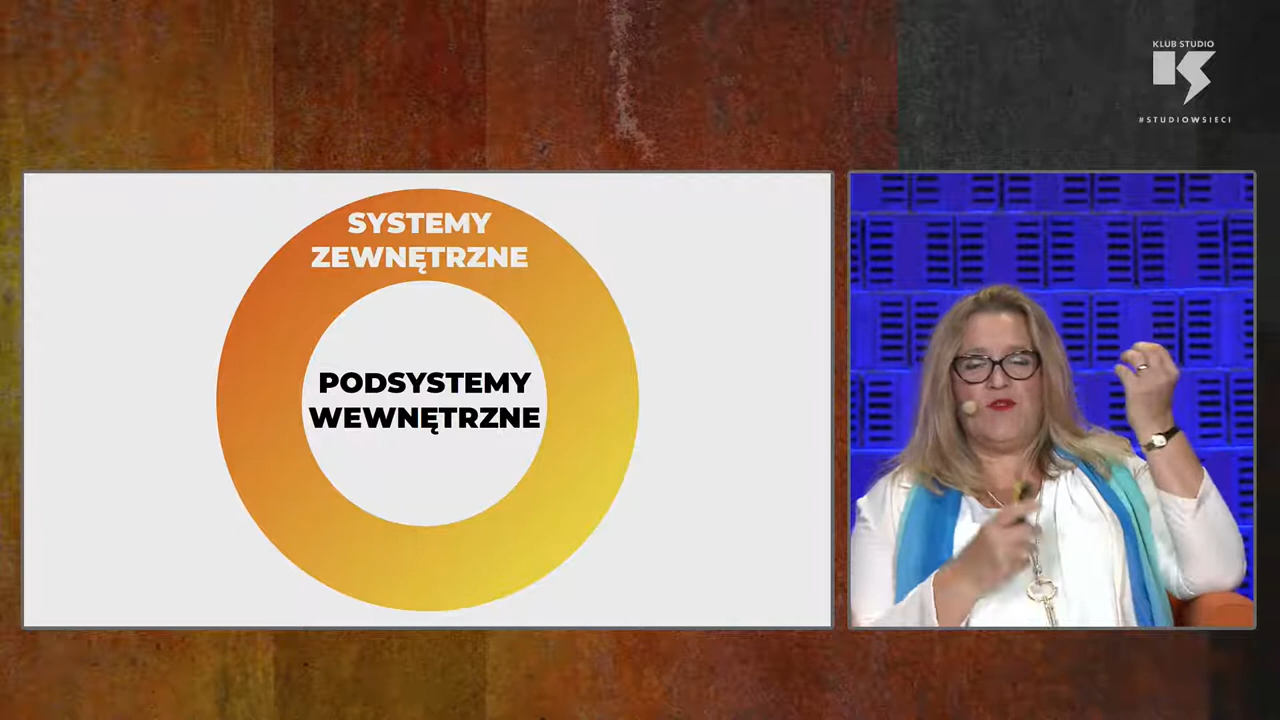 KLUB STUDIO
#STUDIOWSIECI
SYSTEMY
ZEWNĘTRZNE
PODSYSTEMY
WEWNĘTRZNE